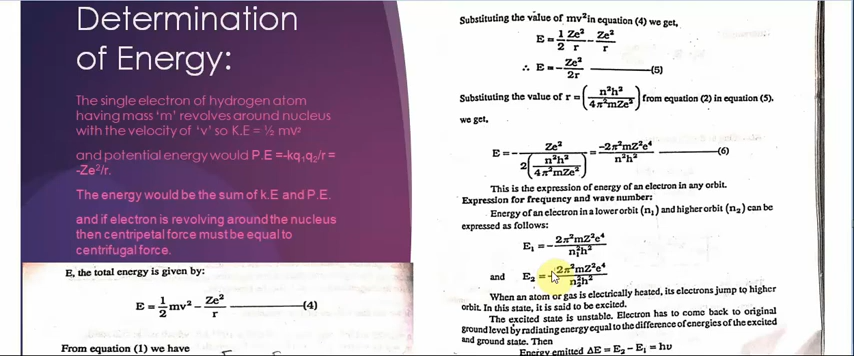 Determination
of Energy:
The single electron of hydrogen atom
having mass 'm' revolves around nucleus
with the velocity of 'v' so K.E = ½ mv²
and potential energy would P.E =-kq₁q₂/r =
-Ze²/r.
The energy would be the sum of k.E and P.E.
and if electron is revolving around the nucleus
then centripetal force must be equal to
centrifugal force.
E, the total energy is given by:
E = 1/2 mv² - Ze²/r ————(4)
From equation (1) we have
Substituting the value of mv² in equation (4) we get,
E = 1/2 Ze²/r - Ze²/r
∴ E = - Ze²/2r ————(5)
Substituting the value of r = (n²h²/4π²mZe²) from equation (2) in equation (5).
we get,
E = - Ze²/2(n²h²/4π²mZe²) = -2π²mZ²e⁴/n²h² ————(6)
This is the expression of energy of an electron in any orbit.
Expression for frequency and wave number:
Energy of an electron in a lower orbit (n₁) and higher orbit (n₂) can be
expressed as follows:
E₁ = - 2π²mZ²e⁴/n₁²h²
and E₂ = - 2π²mZ²e⁴/n₂²h²
When an atom or gas is electrically heated, its electrons jump to higher
orbit. In this state, it is said to be excited.
The excited state is unstable. Electron has to come back to original
ground level by radiating energy equal to the difference of energies of the excited
and ground state. Then
Energy emitted ΔE = E₂ - E₁ = hυ